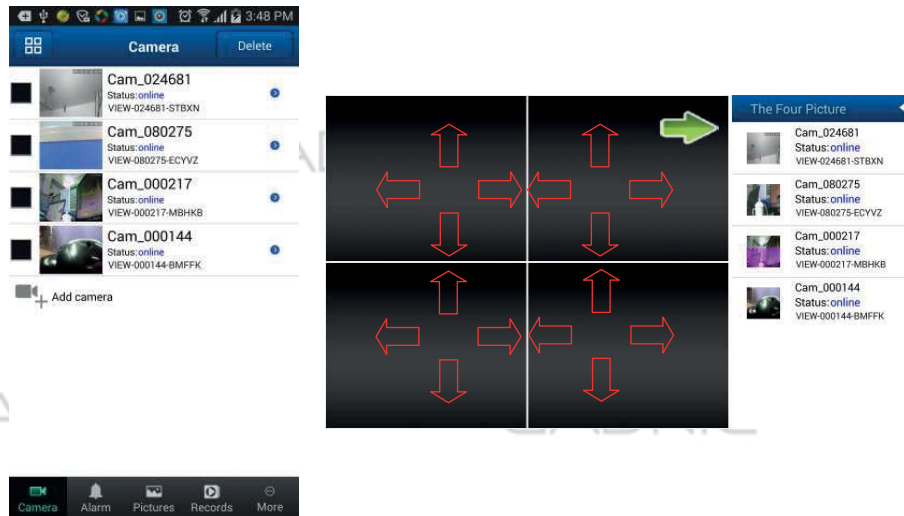 3:48 PM
Camera
Delete
Cam_024681
Status:online
VIEW-024681-STBXN
Cam_080275
Status:online
VIEW-080275-ECYVZ
Cam_000217
Status:online
VIEW-000217-MBHKB
Cam_000144
Status:online
VIEW-000144-BMFFK
Add camera
Camera
Alarm
Pictures
Records
More
The Four Picture
Cam_024681
Status:online
VIEW-024681-STBXN
Cam_080275
Status:online
VIEW-080275-ECYVZ
Cam_000217
Status:online
VIEW-000217-MBHKB
Cam_000144
Status:online
VIEW-000144-BMFFK